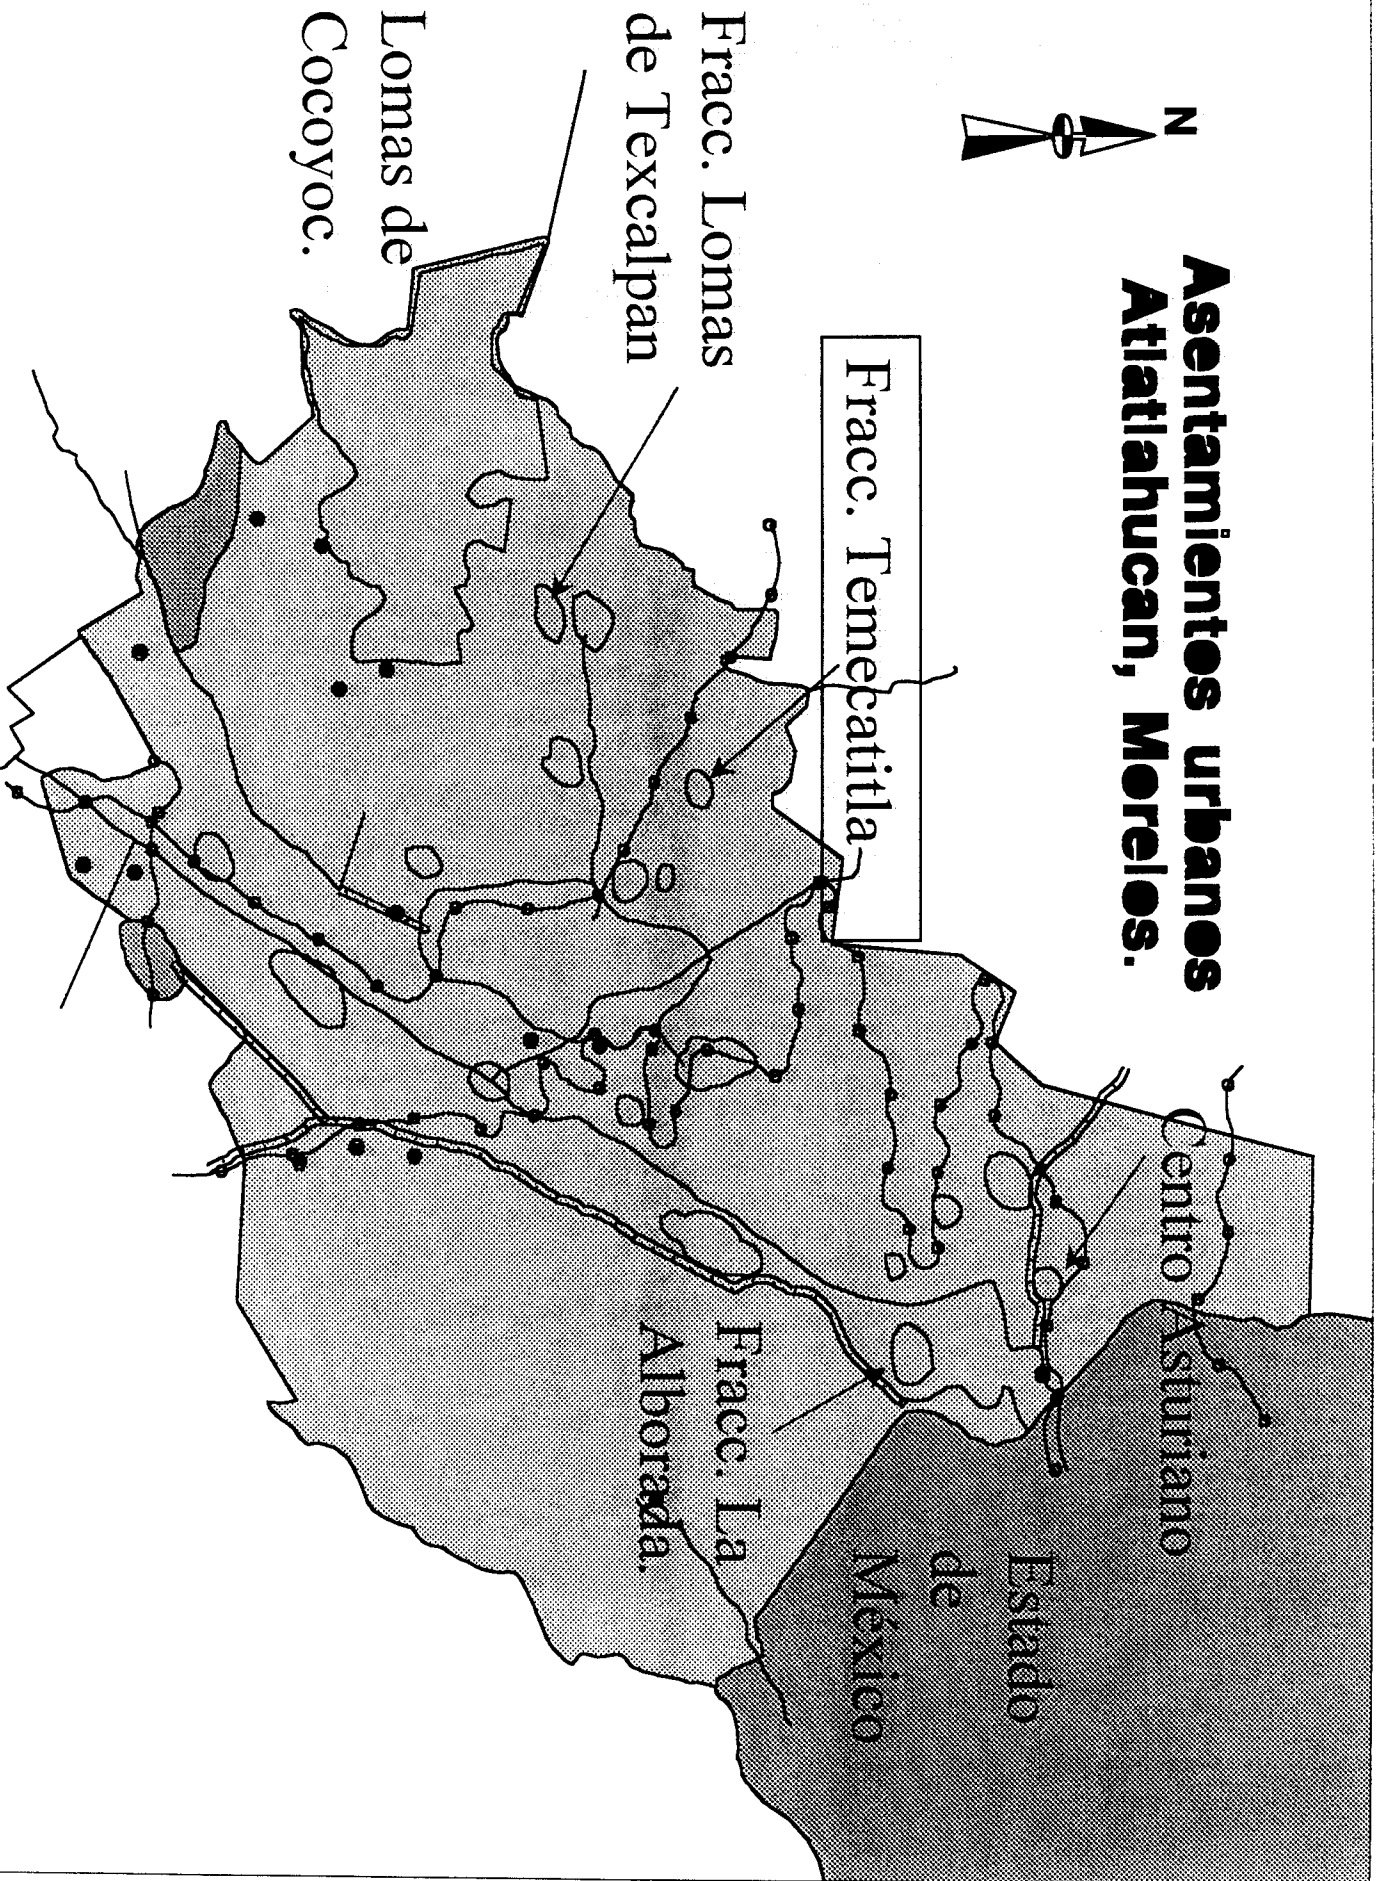 N
Asentamientos urbanos
Atlatlahucan, Morelos.
Fracc. Temecatitla
Fracc. Lomas
de Texcalpan
Lomas de
Cocoyoc.
Centro Asturiano
Estado
de
México
Fracc. La
Alborada.